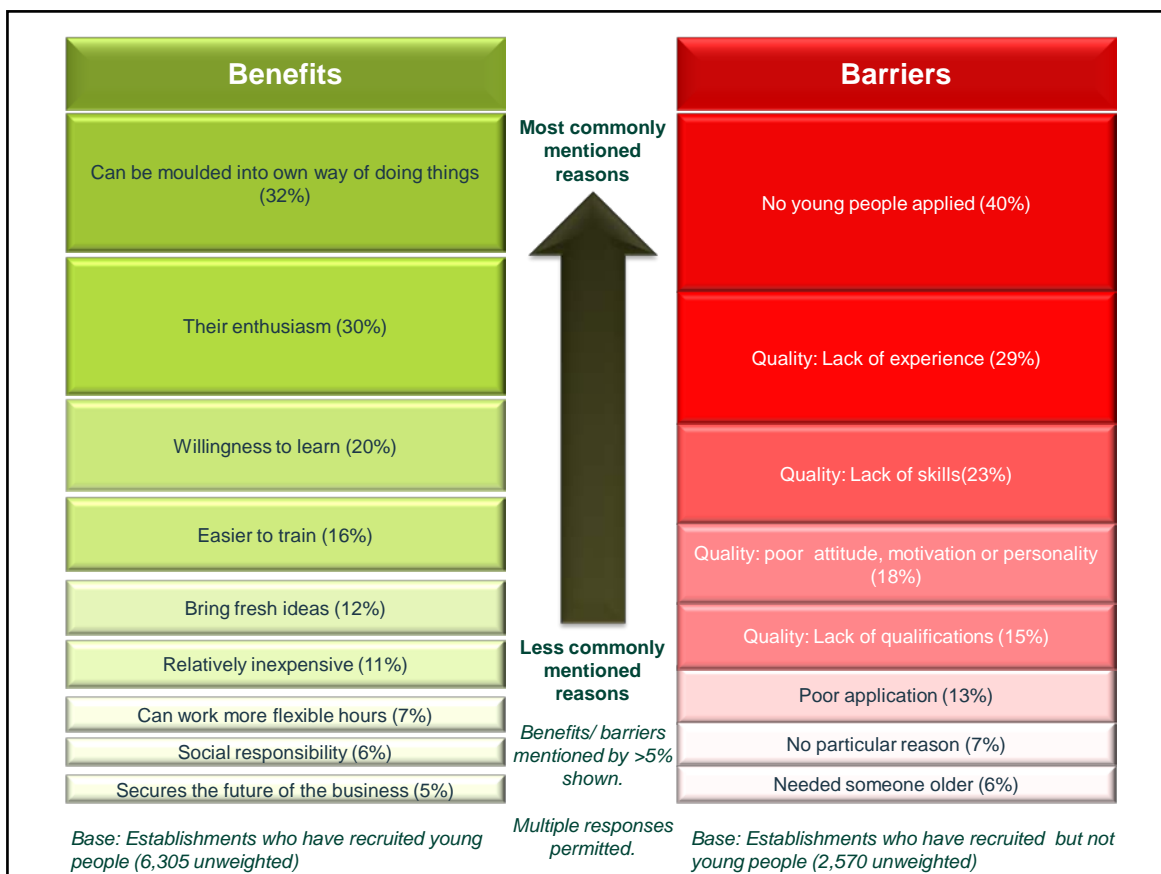 Benefits
Can be moulded into own way of doing things
(32%)
Their enthusiasm (30%)
Willingness to learn (20%)
Easier to train (16%)
Bring fresh ideas (12%)
Relatively inexpensive (11%)
Can work more flexible hours (7%)
Social responsibility (6%)
Secures the future of the business (5%)
Base: Establishments who have recruited young
people (6,305 unweighted)
Most commonly
mentioned
reasons
Less commonly
mentioned
reasons
Benefits/ barriers
mentioned by >5%
shown.
Multiple responses
permitted.
Barriers
No young people applied (40%)
Quality: Lack of experience (29%)
Quality: Lack of skills(23%)
Quality: poor  attitude, motivation or personality
(18%)
Quality: Lack of qualifications (15%)
Poor application (13%)
No particular reason (7%)
Needed someone older (6%)
Base: Establishments who have recruited  but not
young people (2,570 unweighted)